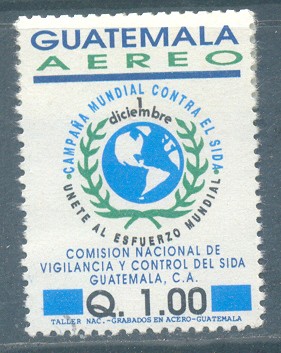 GUATEMALA
AEREO
CAMPAÑA MUNDIAL CONTRA EL SIDA
1
diciembre
UNETE AL ESFUERZO MUNDIAL
COMISION NACIONAL DE
VIGILANCIA Y CONTROL DEL SIDA
GUATEMALA, C.A.
Q. 1.00
TALLER NAC.-GRABADOS EN ACERO-GUATEMALA